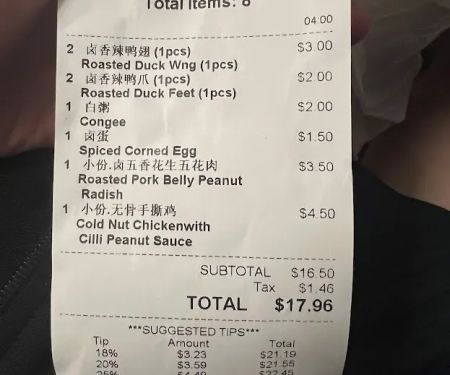 Total Items: 8
04:00
2 卤香辣鸭翅 (1pcs) $3.00
Roasted Duck Wng (1pcs)
2 卤香辣鸭爪 (1pcs) $2.00
Roasted Duck Feet (1pcs)
1 白粥 $2.00
Congee
1 卤蛋 $1.50
Spiced Corned Egg
1 小份.卤五香花生五花肉 $3.50
Roasted Pork Belly Peanut
Radish
1 小份.无骨手撕鸡 $4.50
Cold Nut Chickenwith
Cilli Peanut Sauce
SUBTOTAL $16.50
Tax $1.46
TOTAL $17.96
***SUGGESTED TIPS***
Tip Amount Total
18% $3.23 $21.19
20% $3.59 $21.55
25% $4.49 $22.45